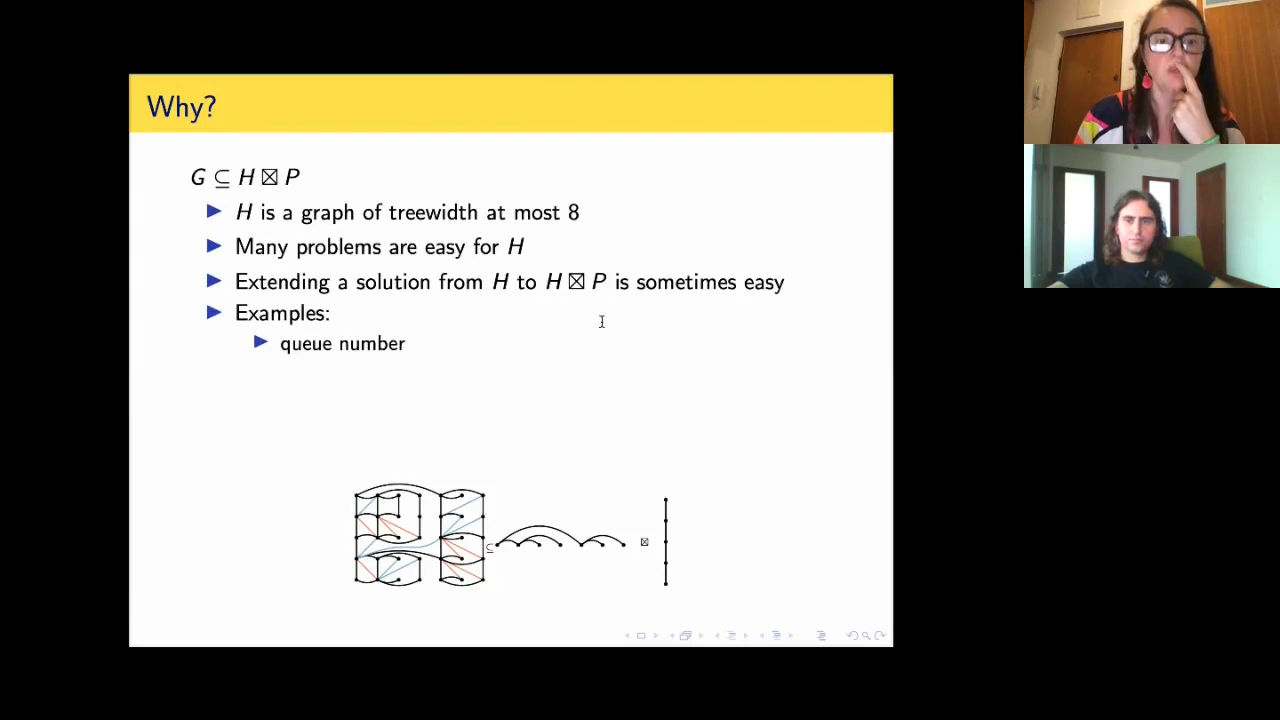 Why?
G ⊆ H ⊠ P
H is a graph of treewidth at most 8
Many problems are easy for H
Extending a solution from H to H ⊠ P is sometimes easy
Examples:
queue number
⊆ ⊠